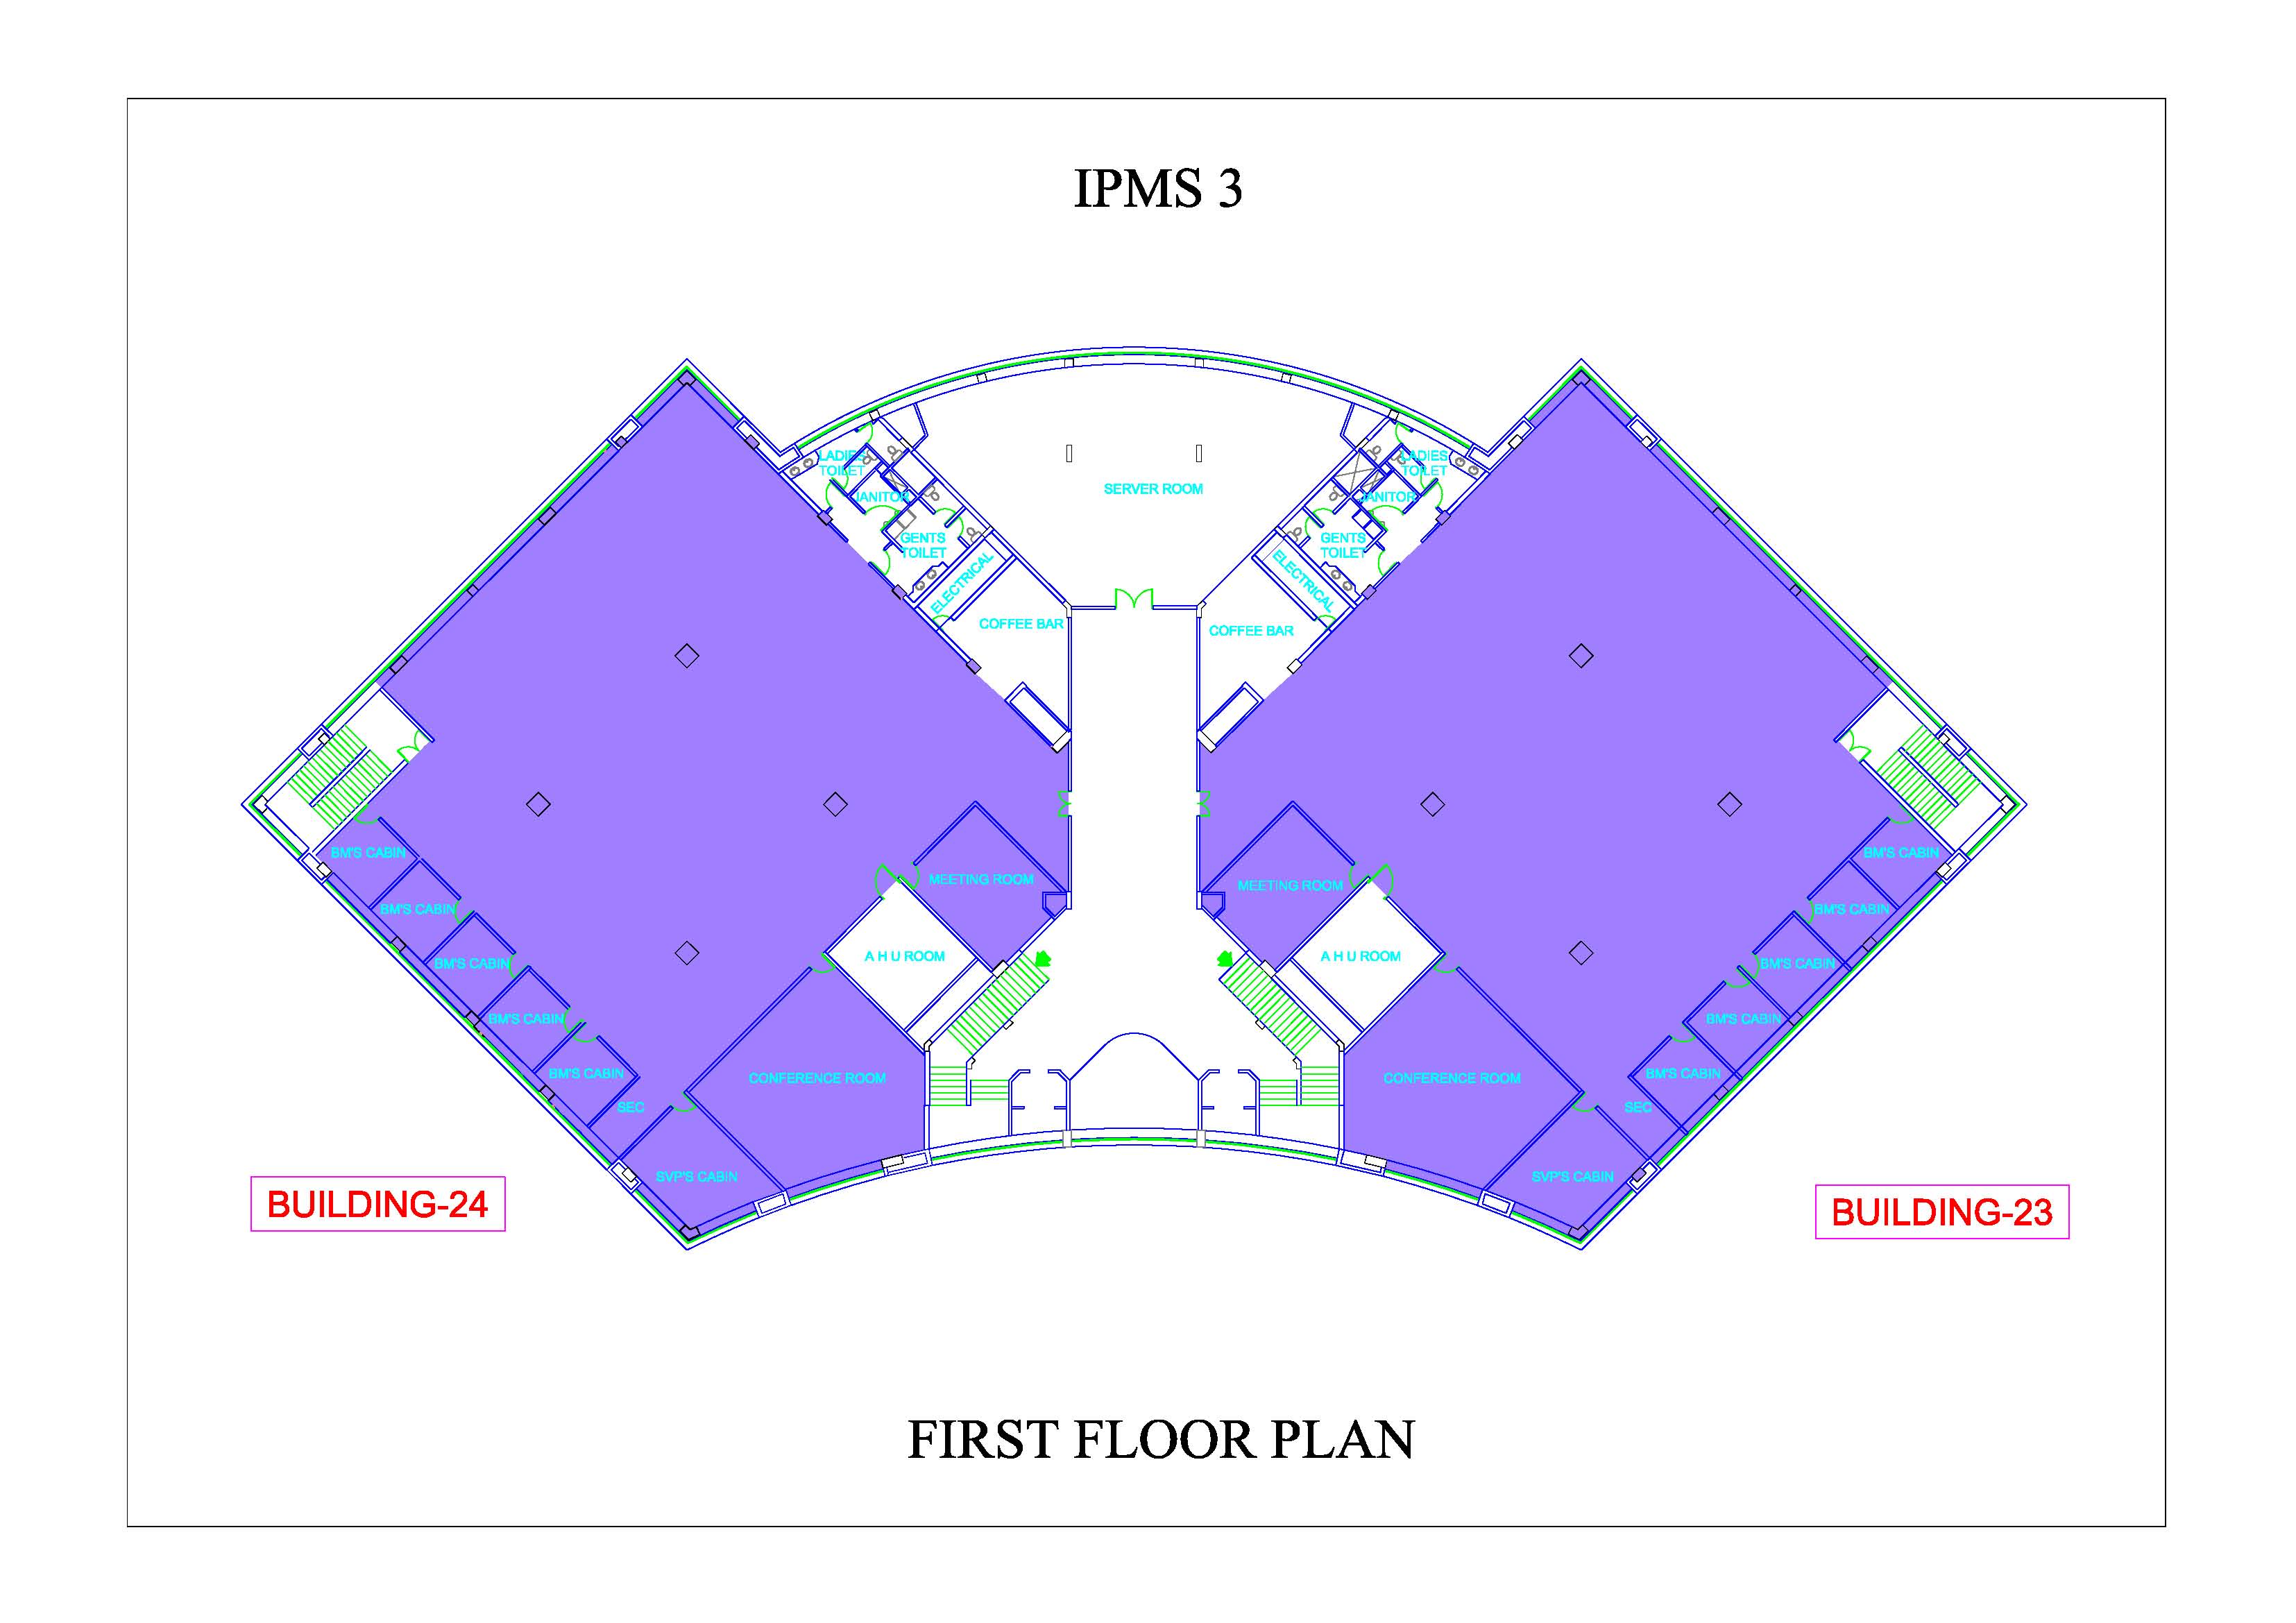 IPMS 3
LADIES
TOILET
JANITOR
GENTS
TOILET
ELECTRICAL
COFFEE BAR
SERVER ROOM
LADIES
TOILET
JANITOR
GENTS
TOILET
ELECTRICAL
COFFEE BAR
BM'S CABIN
BM'S CABIN
BM'S CABIN
BM'S CABIN
BM'S CABIN
SEC
SVP'S CABIN
CONFERENCE ROOM
A H U ROOM
MEETING ROOM
MEETING ROOM
A H U ROOM
CONFERENCE ROOM
BM'S CABIN
BM'S CABIN
BM'S CABIN
BM'S CABIN
BM'S CABIN
SEC
SVP'S CABIN
BUILDING-24
BUILDING-23
FIRST FLOOR PLAN